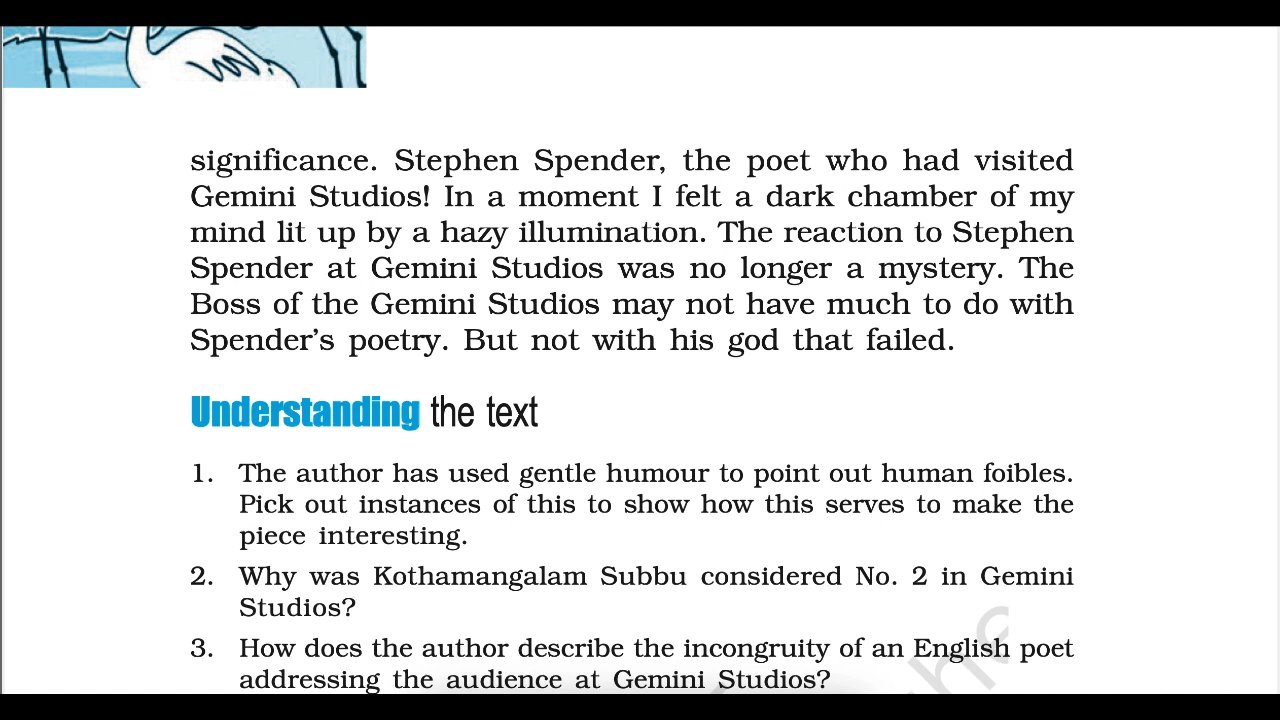 significance. Stephen Spender, the poet who had visited
Gemini Studios! In a moment I felt a dark chamber of my
mind lit up by a hazy illumination. The reaction to Stephen
Spender at Gemini Studios was no longer a mystery. The
Boss of the Gemini Studios may not have much to do with
Spender’s poetry. But not with his god that failed.
Understanding the text
1. The author has used gentle humour to point out human foibles.
Pick out instances of this to show how this serves to make the
piece interesting.
2. Why was Kothamangalam Subbu considered No. 2 in Gemini
Studios?
3. How does the author describe the incongruity of an English poet
addressing the audience at Gemini Studios?